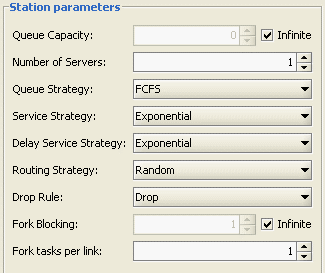 Station parameters
Queue Capacity: 0 Infinite
Number of Servers: 1
Queue Strategy: FCFS
Service Strategy: Exponential
Delay Service Strategy: Exponential
Routing Strategy: Random
Drop Rule: Drop
Fork Blocking: 1 Infinite
Fork tasks per link: 1